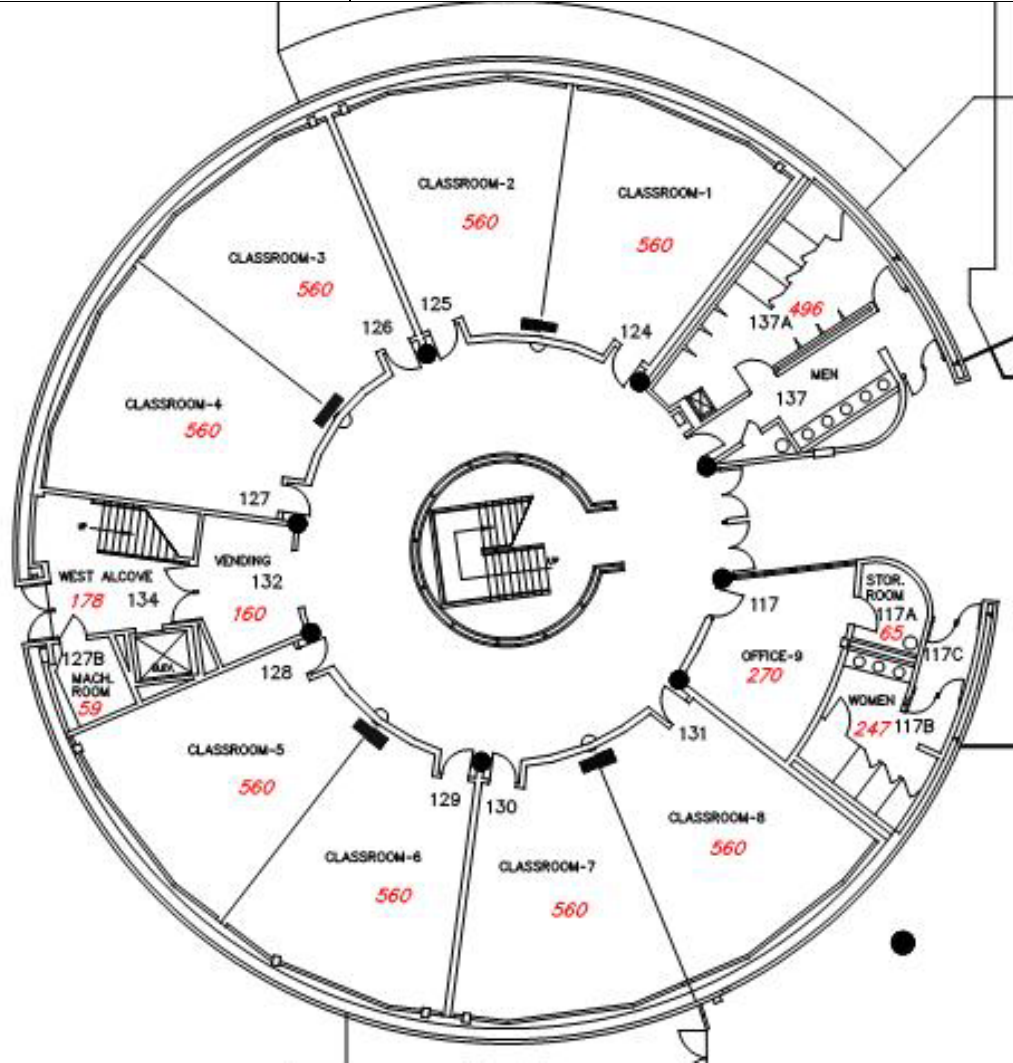 CLASSROOM-2
560
CLASSROOM-1
560
CLASSROOM-3
560
496
137A
125
126
124
MEN
137
CLASSROOM-4
560
127
VENDING
132
160
UP
WEST ALCOVE
178
134
UP
STOR.
ROOM
117A
65
117
127B
MACH.
ROOM
59
ELEV.
128
OFFICE-9
270
117C
WOMEN
247
117B
131
CLASSROOM-5
560
129
130
CLASSROOM-8
560
CLASSROOM-6
560
CLASSROOM-7
560